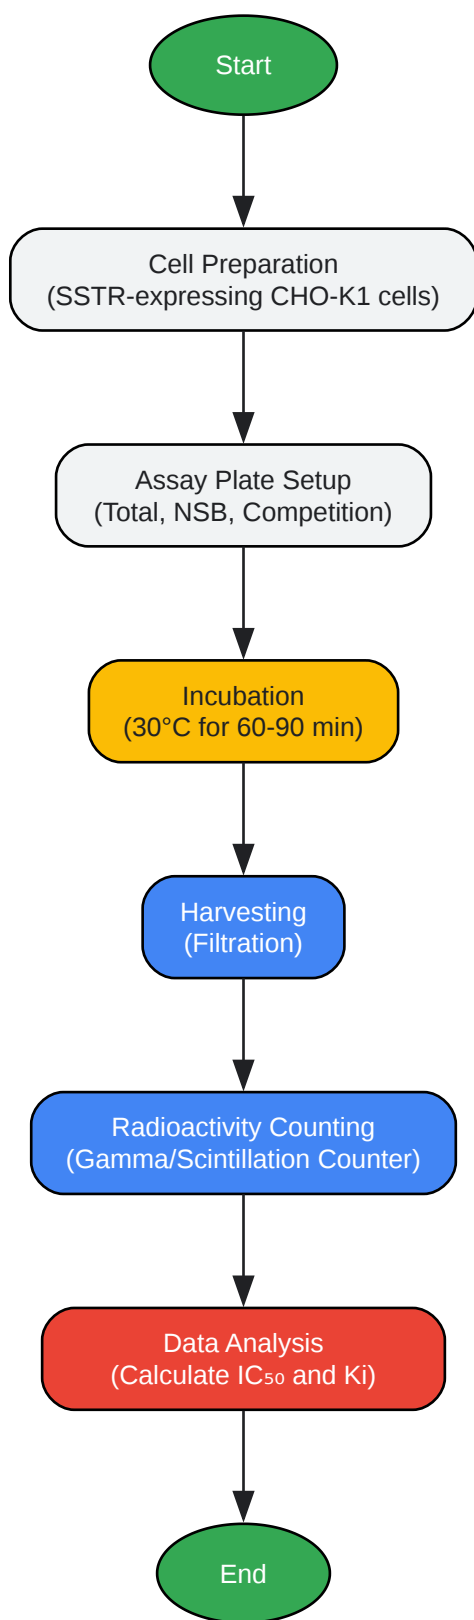 Start
Cell Preparation
(SSTR-expressing CHO-K1 cells)
Assay Plate Setup
(Total, NSB, Competition)
Incubation
(30°C for 60-90 min)
Harvesting
(Filtration)
Radioactivity Counting
(Gamma/Scintillation Counter)
Data Analysis
(Calculate IC₅₀ and Ki)
End